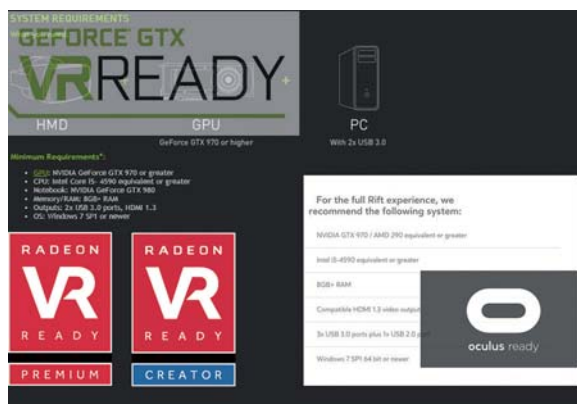 SYSTEM REQUIREMENTS
GEFORCE GTX
VR READY
HMD
GPU
PC
GeForce GTX 970 or higher
With 2x USB 3.0
Minimum Requirements*:
• GPU: NVIDIA GeForce GTX 970 or greater
• CPU: Intel Core i5- 4590 equivalent or greater
• Notebook: NVIDIA GeForce GTX 980
• Memory/RAM: 8GB+ RAM
• Outputs: 2x USB 3.0 ports, HDMI 1.3
• OS: Windows 7 SP1 or newer
RADEON
VR
READY
PREMIUM
RADEON
VR
READY
CREATOR
For the full Rift experience, we
recommend the following system:
NVIDIA GTX 970 / AMD 290 equivalent or greater
Intel i5-4590 equivalent or greater
8GB+ RAM
Compatible HDMI 1.3 video output
3x USB 3.0 ports plus 1x USB 2.0
Windows 7 SP1 64 bit or newer
oculus ready